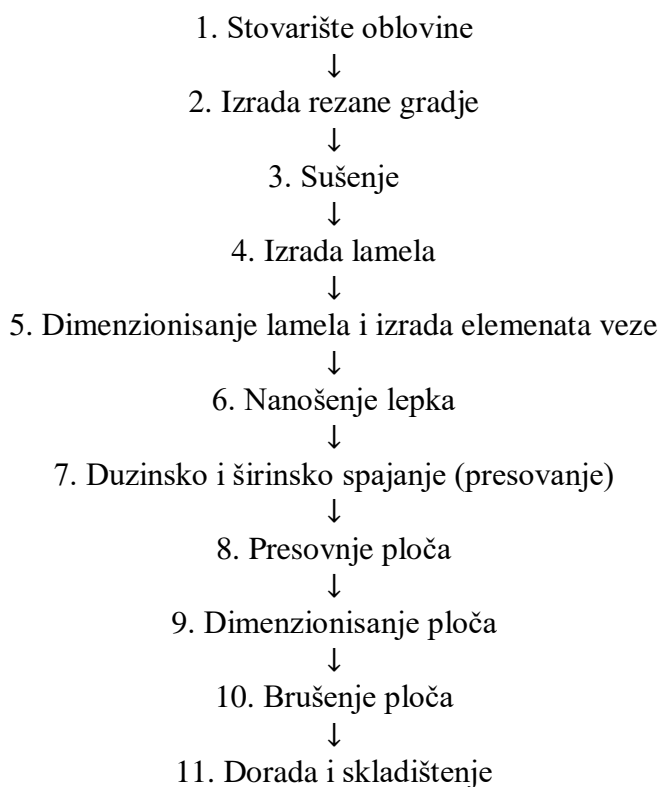 1. Stovarište oblovine
↓
2. Izrada rezane gradje
↓
3. Sušenje
↓
4. Izrada lamela
↓
5. Dimenzionisanje lamela i izrada elemenata veze
↓
6. Nanošenje lepka
↓
7. Duzinsko i širinsko spajanje (presovanje)
↓
8. Presovnje ploča
↓
9. Dimenzionisanje ploča
↓
10. Brušenje ploča
↓
11. Dorada i skladištenje